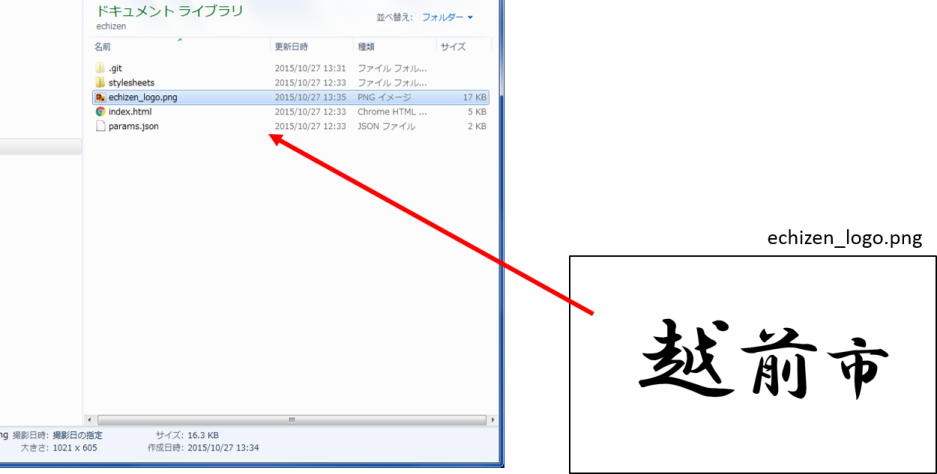 ドキュメント ライブラリ
echizen
並べ替え: フォルダー
名前 更新日時 種類 サイズ
.git 2015/10/27 13:31 ファイル フォル...
stylesheets 2015/10/27 12:33 ファイル フォル...
echizen_logo.png 2015/10/27 13:35 PNG イメージ 17 KB
index.html 2015/10/27 12:33 Chrome HTML ... 5 KB
params.json 2015/10/27 12:33 JSON ファイル 2 KB
echizen_logo.png
越前市
ng 撮影日時: 撮影日の指定 サイズ: 16.3 KB
大きさ: 1021 x 605 作成日時: 2015/10/27 13:34